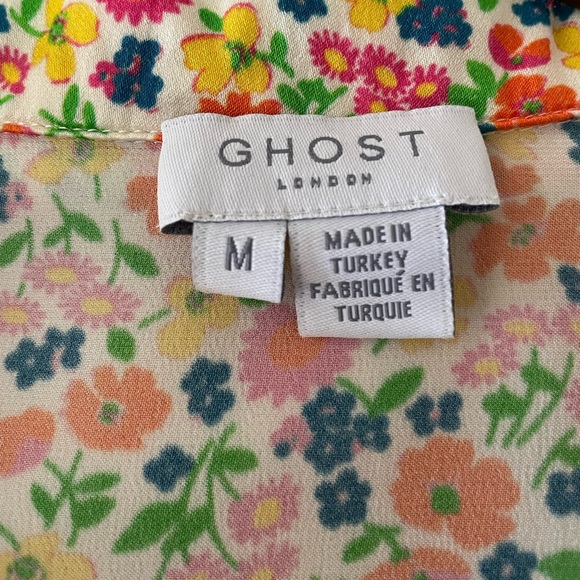 GHOST
LONDON
M
MADE IN
TURKEY
FABRIQUÉ EN
TURQUIE